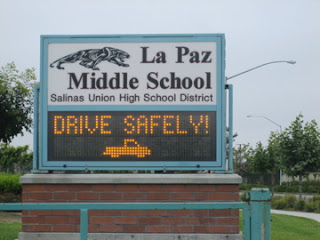 La Paz
Middle School
Salinas Union High School District
DRIVE SAFELY!